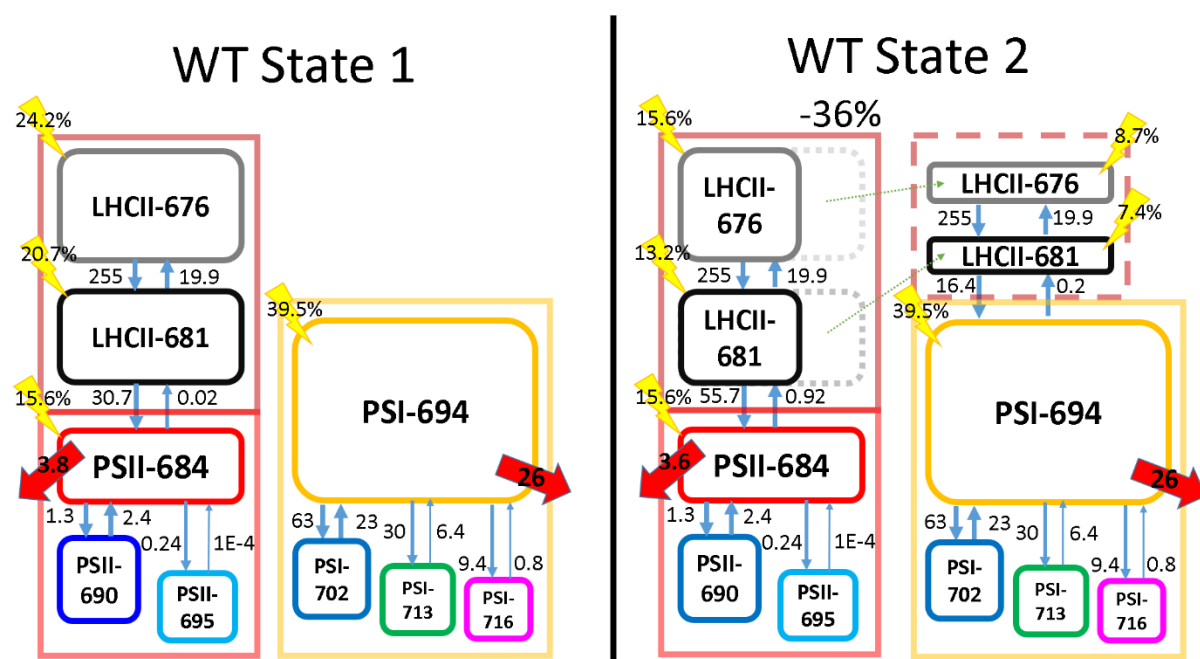 WT State 1
24.2%
LHCII-676
20.7%
255
19.9
LHCII-681
39.5%
15.6%
30.7
0.02
PSI-694
PSII-684
3.8
26
1.3
2.4
0.24
1E-4
63
23
30
6.4
9.4
0.8
PSII-
690
PSII-
695
PSI-
702
PSI-
713
PSI-
716
WT State 2
15.6%
-36%
8.7%
LHCII-
676
LHCII-676
255
19.9
7.4%
13.2%
255
19.9
LHCII-681
LHCII-
681
16.4
0.2
39.5%
15.6%
55.7
0.92
PSI-694
PSII-684
3.6
26
1.3
2.4
0.24
1E-4
63
23
30
6.4
9.4
0.8
PSII-
690
PSII-
695
PSI-
702
PSI-
713
PSI-
716